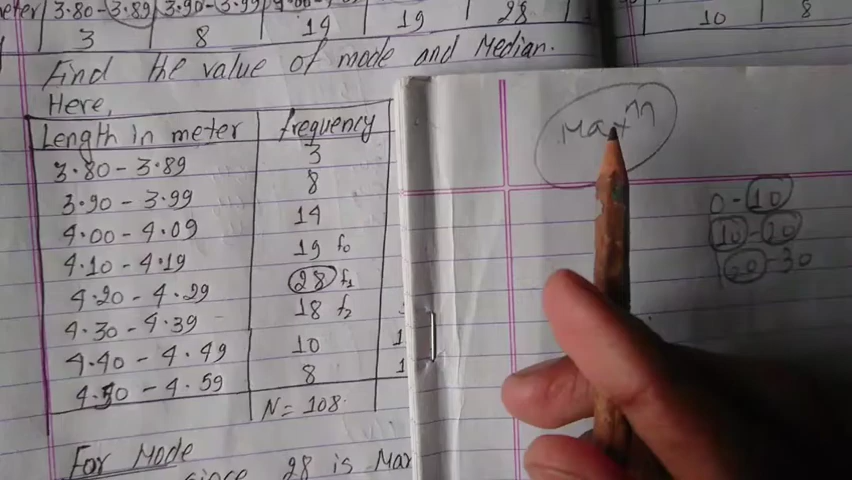 meter 3.80-3.89 3.90-3.99
3 8 14 19 28 10 8
Find the value of mode and Median.
Here,
Length in meter frequency
3.80 - 3.89 3
3.90 - 3.99 8
4.00 - 4.09 14
4.10 - 4.19 19 f₀
4.20 - 4.29 28 f₁
4.30 - 4.39 18 f₂
4.40 - 4.49 10
4.50 - 4.59 8
N = 108.
For Mode
since 28 is Max
Maxᵐ
0 - 10
10 - 20
20 - 30